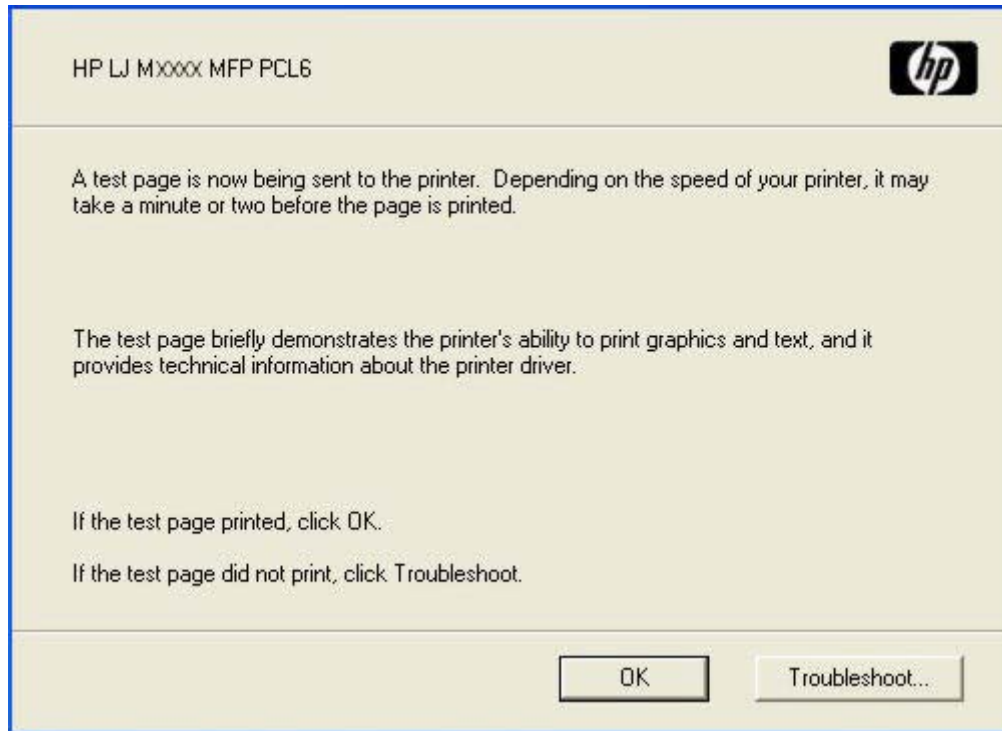 HP LJ Mxxxx MFP PCL6
hp
A test page is now being sent to the printer.  Depending on the speed of your printer, it may
take a minute or two before the page is printed.
The test page briefly demonstrates the printer's ability to print graphics and text, and it
provides technical information about the printer driver.
If the test page printed, click OK.
If the test page did not print, click Troubleshoot.
OK
Troubleshoot...